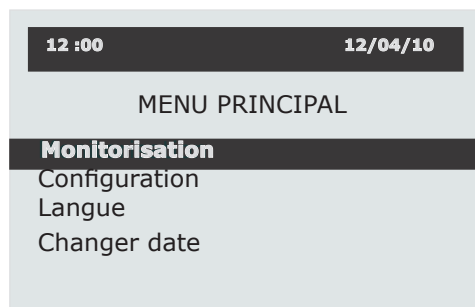 12 :00 12/04/10
MENU PRINCIPAL
Monitorisation
Configuration
Langue
Changer date